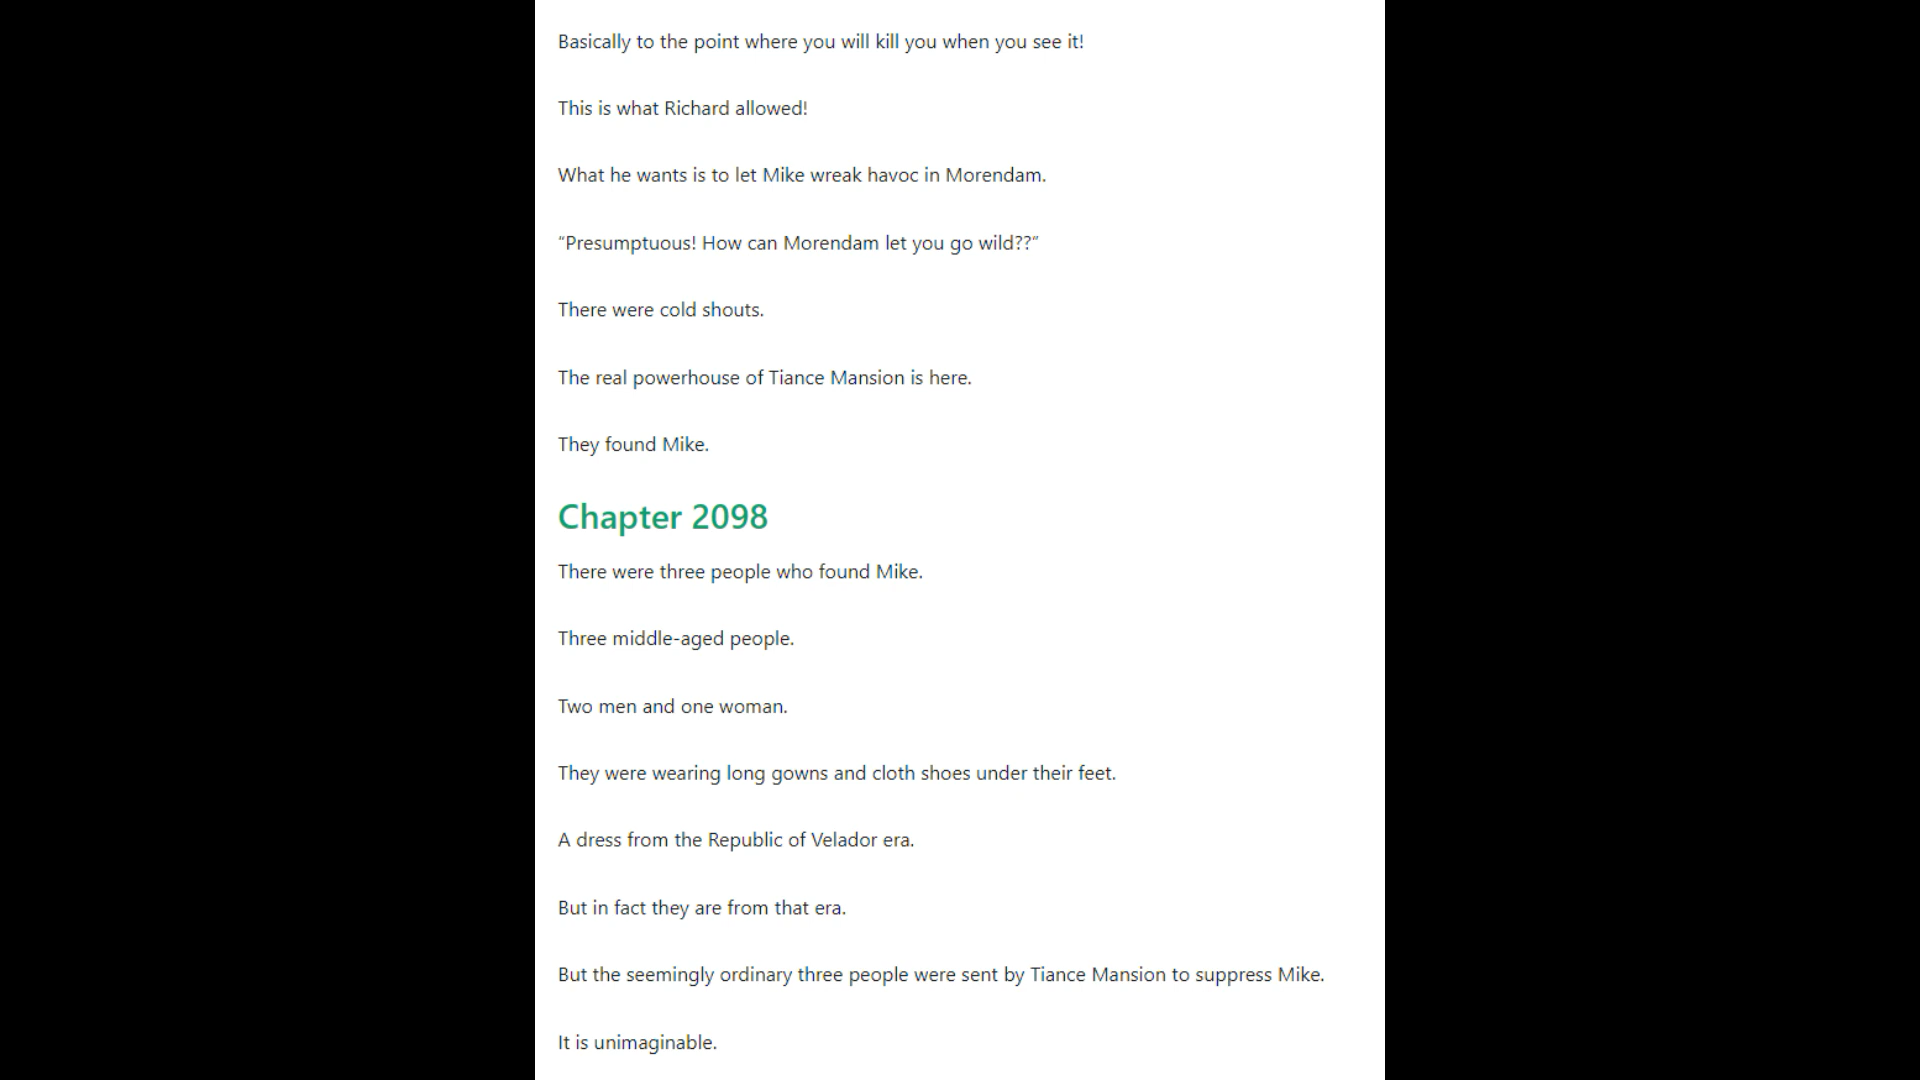 Basically to the point where you will kill you when you see it!
This is what Richard allowed!
What he wants is to let Mike wreak havoc in Morendam.
“Presumptuous! How can Morendam let you go wild??”
There were cold shouts.
The real powerhouse of Tiance Mansion is here.
They found Mike.
Chapter 2098
There were three people who found Mike.
Three middle-aged people.
Two men and one woman.
They were wearing long gowns and cloth shoes under their feet.
A dress from the Republic of Velador era.
But in fact they are from that era.
But the seemingly ordinary three people were sent by Tiance Mansion to suppress Mike.
It is unimaginable.